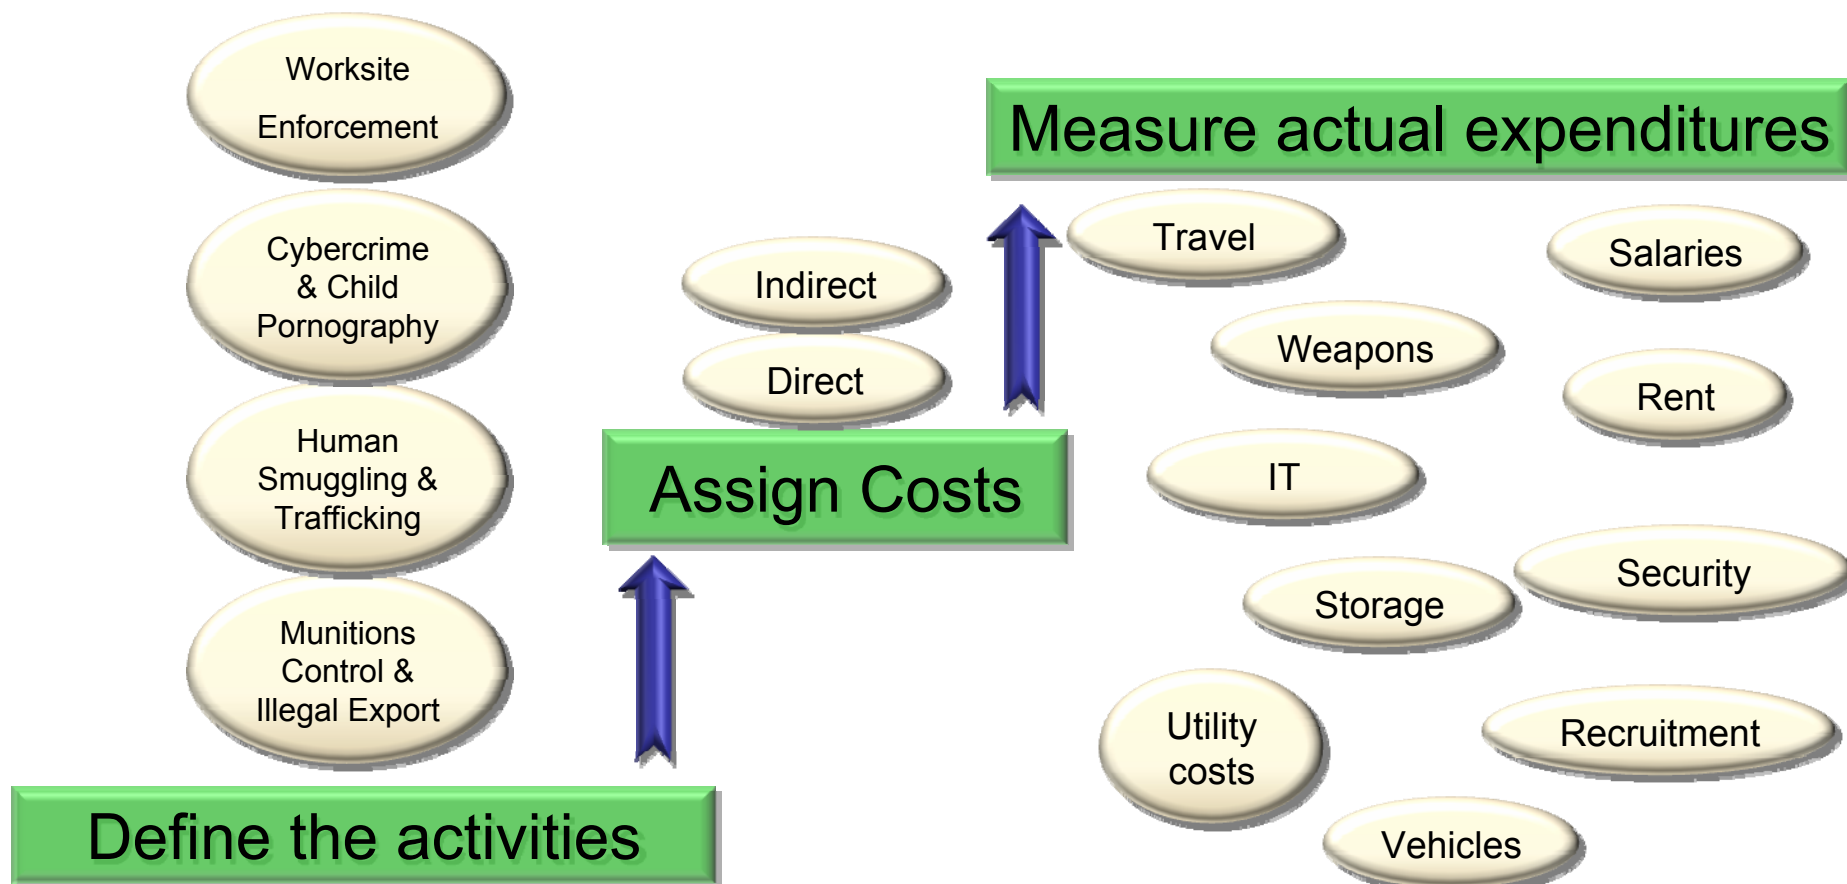 Worksite
Enforcement
Cybercrime
& Child
Pornography
Human
Smuggling &
Trafficking
Munitions
Control &
Illegal Export
Define the activities
Indirect
Direct
Assign Costs
Measure actual expenditures
Travel
Salaries
Weapons
Rent
IT
Security
Storage
Utility
costs
Recruitment
Vehicles